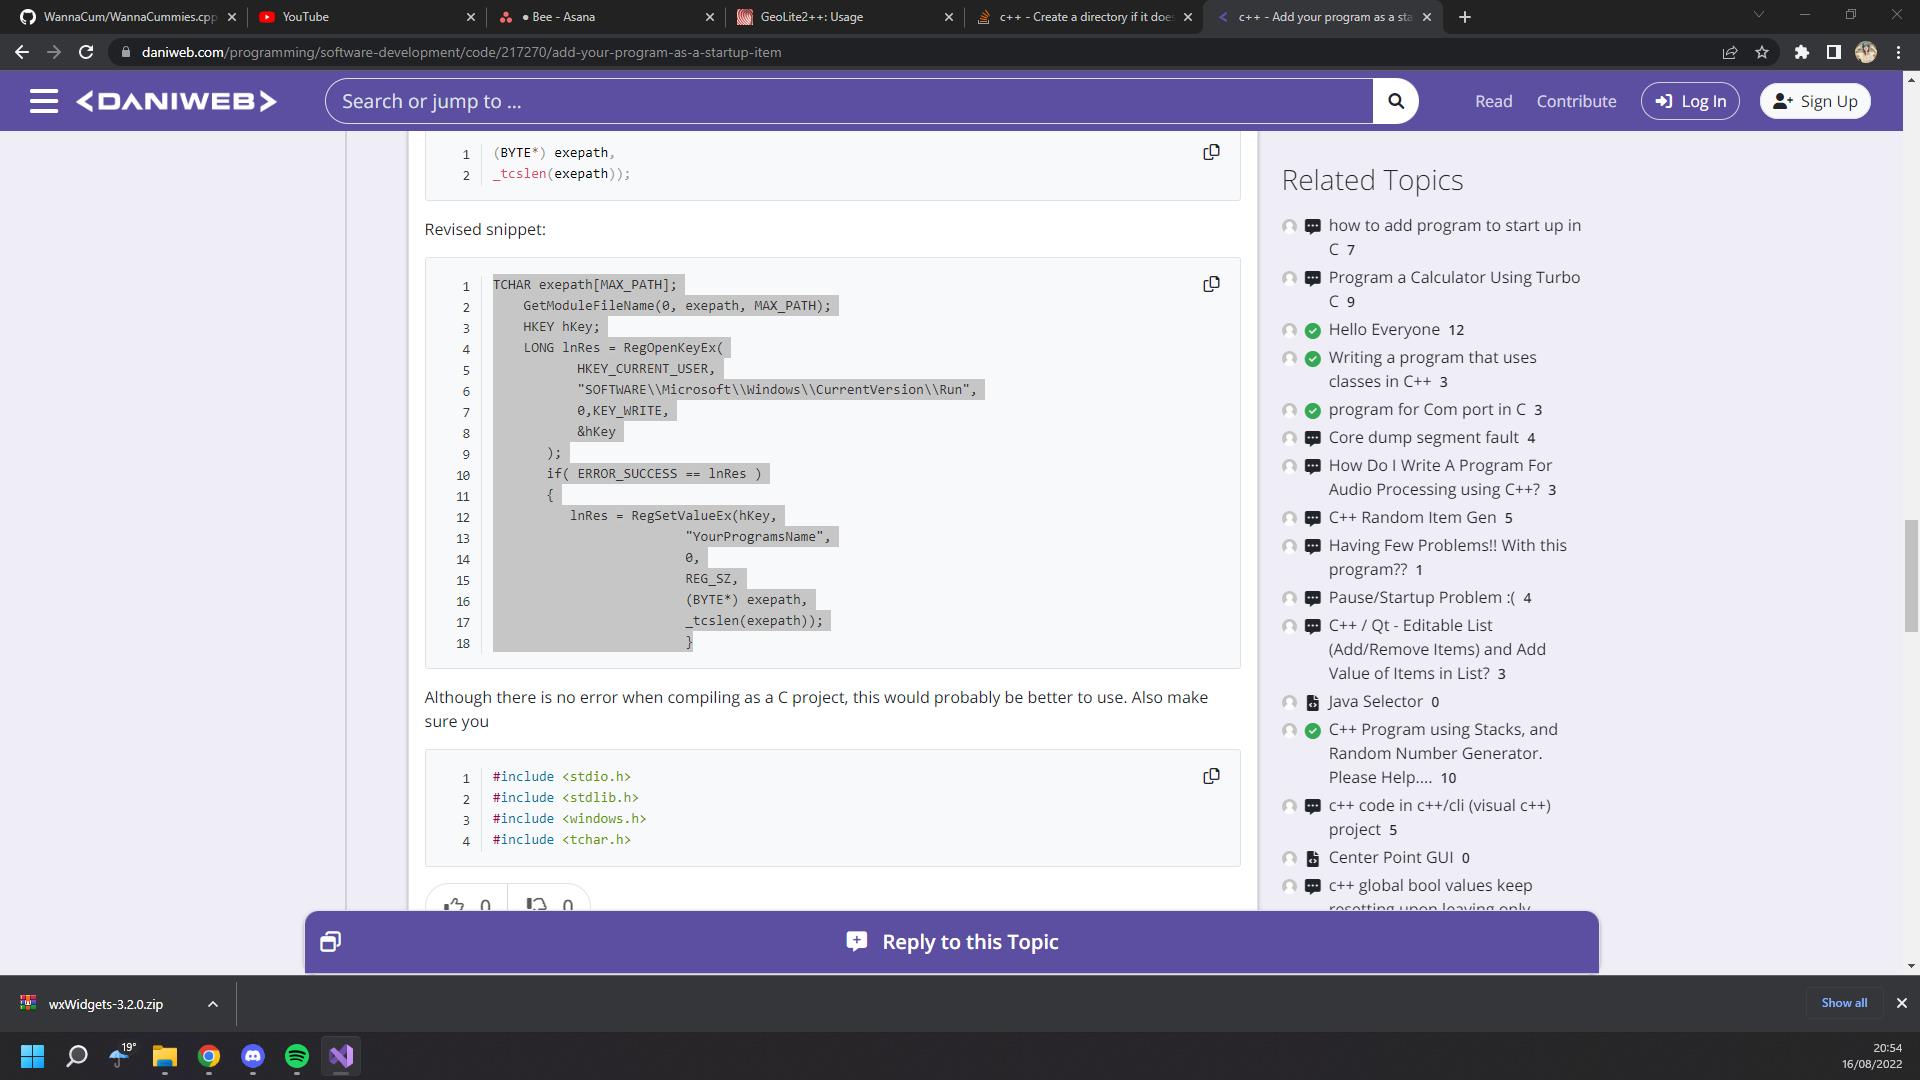 WannaCum/WannaCummies.cpp
YouTube
• Bee - Asana
GeoLite2++: Usage
c++ - Create a directory if it does
c++ - Add your program as a sta
daniweb.com/programming/software-development/code/217270/add-your-program-as-a-startup-item
<DANIWEB>
Search or jump to ...
Read
Contribute
Log In
Sign Up
1 (BYTE*) exepath,
2 _tcslen(exepath));
Revised snippet:
1 TCHAR exepath[MAX_PATH];
2 GetModuleFileName(0, exepath, MAX_PATH);
3 HKEY hKey;
4 LONG lnRes = RegOpenKeyEx(
5 HKEY_CURRENT_USER,
6 "SOFTWARE\\Microsoft\\Windows\\CurrentVersion\\Run",
7 0,KEY_WRITE,
8 &hKey
9 );
10 if( ERROR_SUCCESS == lnRes )
11 {
12 lnRes = RegSetValueEx(hKey,
13 "YourProgramsName",
14 0,
15 REG_SZ,
16 (BYTE*) exepath,
17 _tcslen(exepath));
18 }
Although there is no error when compiling as a C project, this would probably be better to use. Also make
sure you
1 #include <stdio.h>
2 #include <stdlib.h>
3 #include <windows.h>
4 #include <tchar.h>
0
0
Related Topics
how to add program to start up in
C 7
Program a Calculator Using Turbo
C 9
Hello Everyone 12
Writing a program that uses
classes in C++ 3
program for Com port in C 3
Core dump segment fault 4
How Do I Write A Program For
Audio Processing using C++? 3
C++ Random Item Gen 5
Having Few Problems!! With this
program?? 1
Pause/Startup Problem :( 4
C++ / Qt - Editable List
(Add/Remove Items) and Add
Value of Items in List? 3
Java Selector 0
C++ Program using Stacks, and
Random Number Generator.
Please Help.... 10
c++ code in c++/cli (visual c++)
project 5
Center Point GUI 0
c++ global bool values keep
resetting upon leaving only
Reply to this Topic
wxWidgets-3.2.0.zip
Show all
19°
20:54
16/08/2022